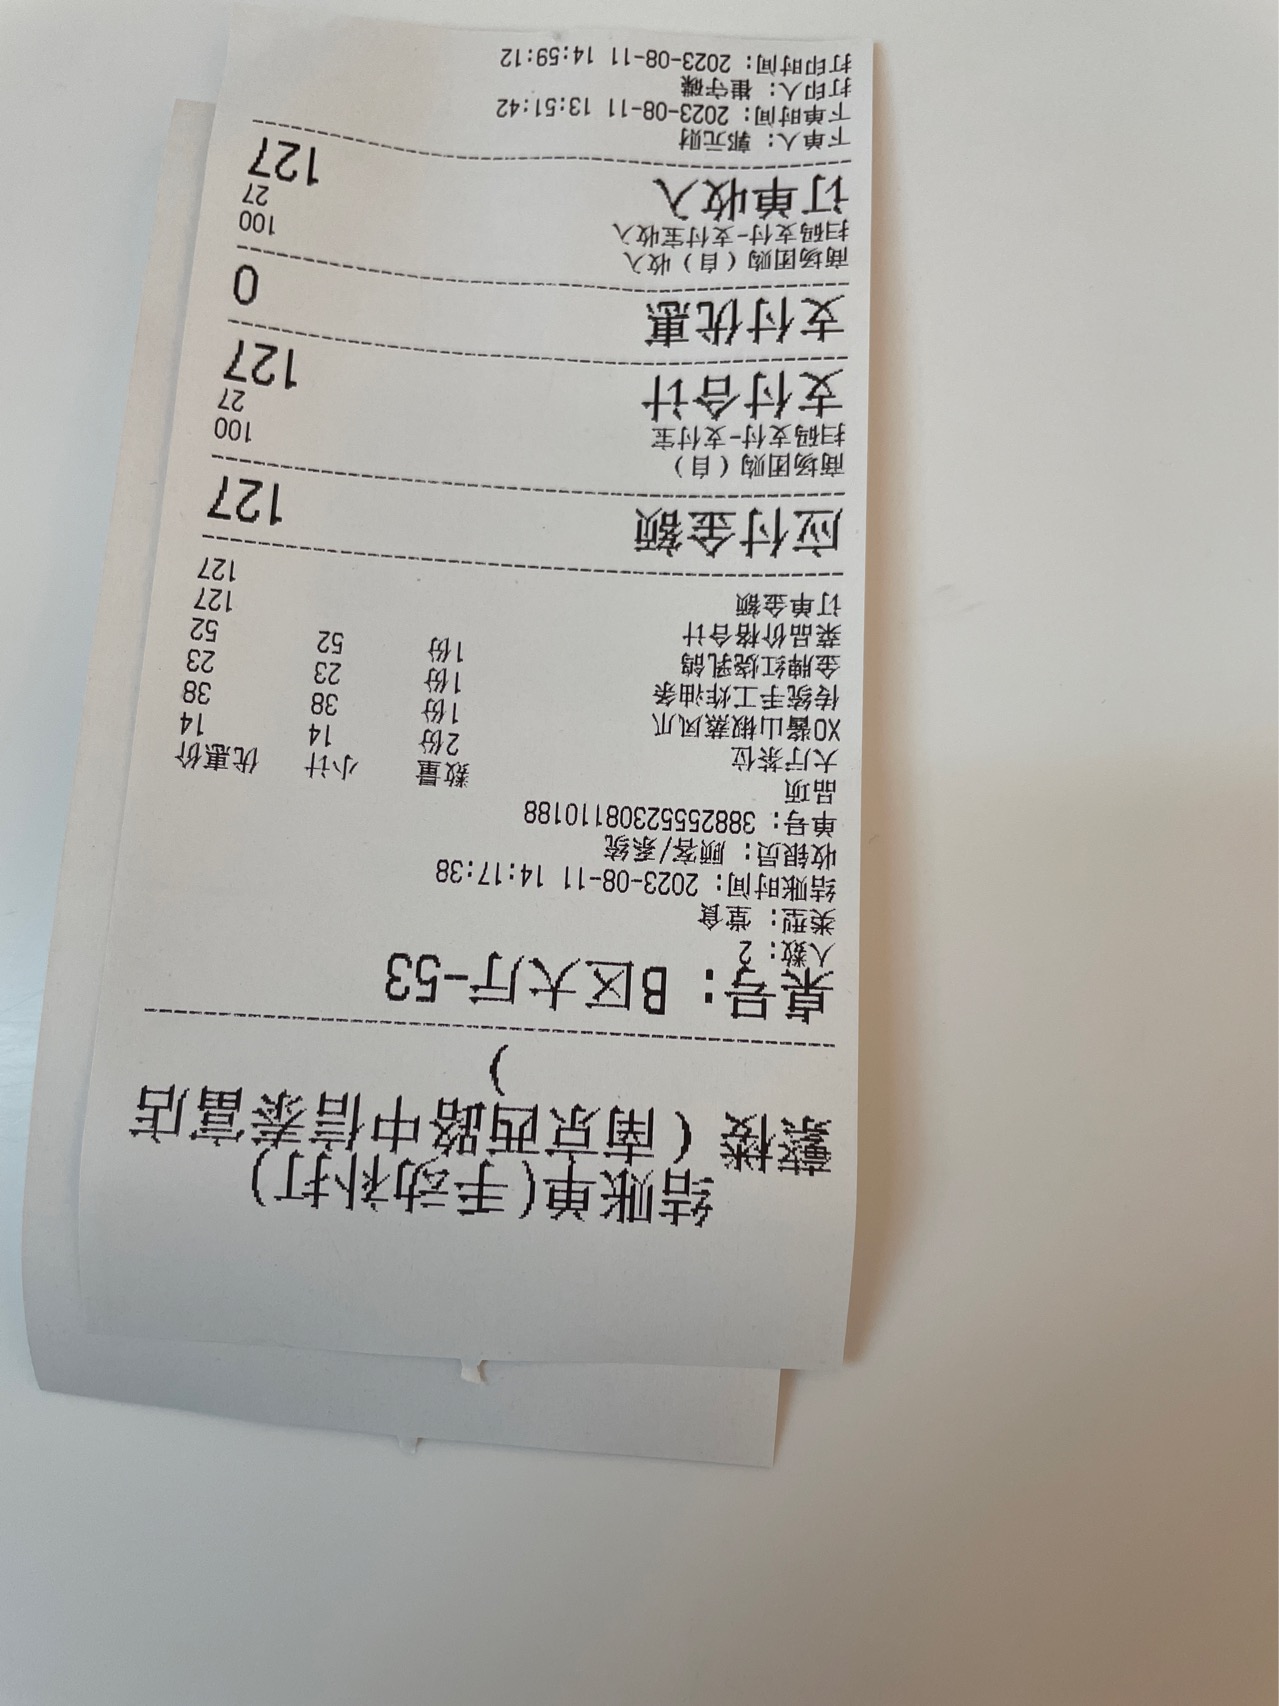 结账单(手动补打)
繁楼（南京西路中信泰富店
）
桌号：B区大厅-53
人数：2
类型：堂食
结账时间：2023-08-11 14:17:38
收银员：顾客/系统
单号：38825552308110188
品项 数量 小计 优惠价
大厅茶位 2份 14 14
XO酱山椒蒸凤爪 1份 38 38
传统手工炸油条 1份 23 23
金牌红烧乳鸽 1份 52 52
菜品价格合计 127
订单金额 127
应付金额 127
商场团购（自） 100
扫码支付-支付宝 27
支付合计 127
支付优惠 0
商场团购（自）收入 100
扫码支付-支付宝收入 27
订单收入 127
下单人：郭元财
下单时间：2023-08-11 13:51:42
打印人：崔守碟
打印时间：2023-08-11 14:59:12